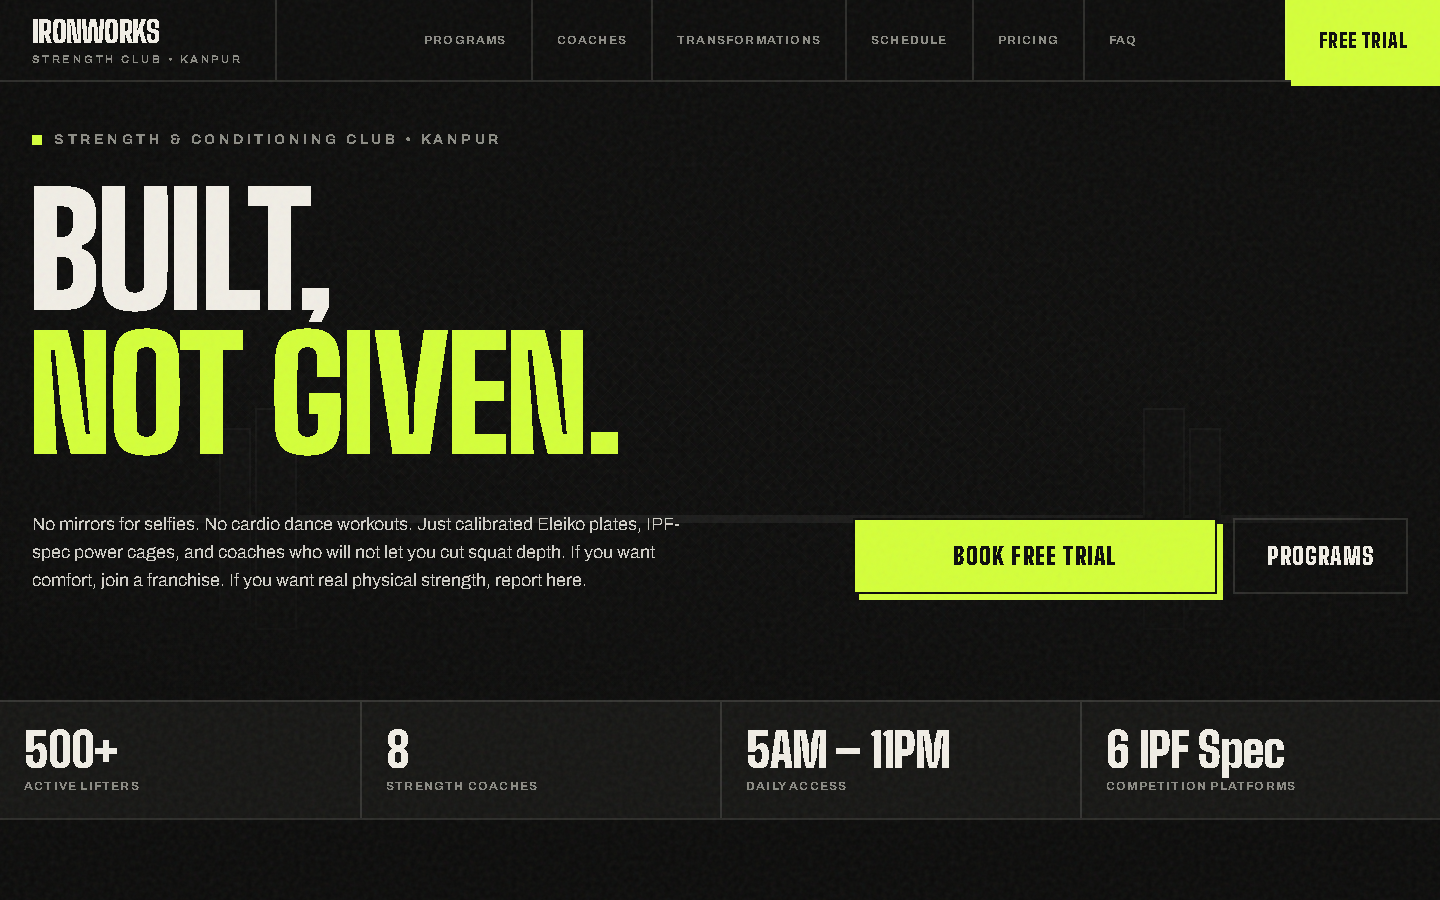 IRONWORKS
STRENGTH CLUB • KANPUR
PROGRAMS
COACHES
TRANSFORMATIONS
SCHEDULE
PRICING
FAQ
FREE TRIAL
STRENGTH & CONDITIONING CLUB • KANPUR
BUILT,
NOT GIVEN.
No mirrors for selfies. No cardio dance workouts. Just calibrated Eleiko plates, IPF-
spec power cages, and coaches who will not let you cut squat depth. If you want
comfort, join a franchise. If you want real physical strength, report here.
BOOK FREE TRIAL
PROGRAMS
500+
ACTIVE LIFTERS
8
STRENGTH COACHES
5AM – 11PM
DAILY ACCESS
6 IPF Spec
COMPETITION PLATFORMS